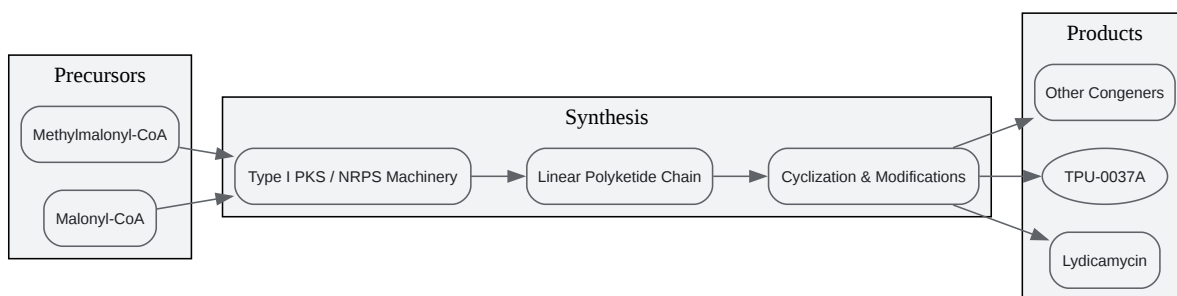 Precursors
Methylmalonyl-CoA
Malonyl-CoA
Synthesis
Type I PKS / NRPS Machinery
Linear Polyketide Chain
Cyclization & Modifications
Products
Other Congeners
TPU-0037A
Lydicamycin